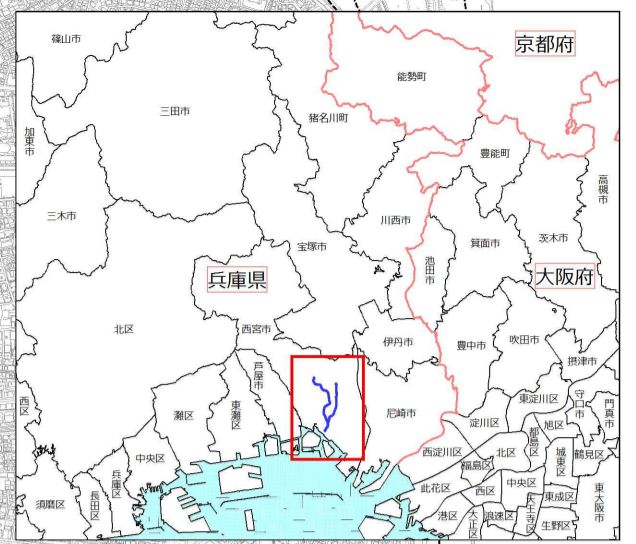 篠山市
京都府
能勢町
三田市
猪名川町
加東市
豊能町
高槻市
三木市
川西市
茨木市
箕面市
宝塚市
池田市
兵庫県
大阪府
北区
西宮市
伊丹市
豊中市
吹田市
摂津市
芦屋市
東淀川区
守口市
門真市
西区
灘区
東灘区
尼崎市
淀川区
都島区
旭区
西淀川区
北区
城東区
鶴見区
中央区
福島区
兵庫区
此花区
西区
中央区
東成区
東大阪市
須磨区
長田区
港区
大正区
浪速区
天王寺区
生野区